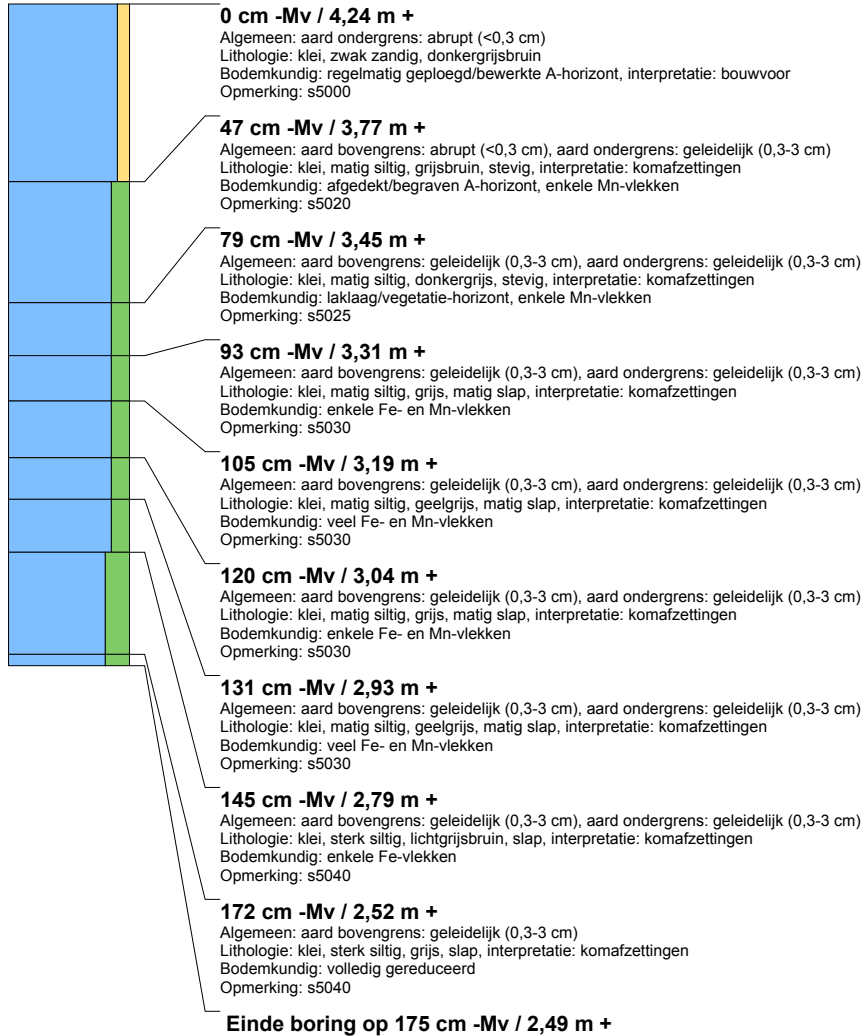 0 cm -Mv / 4,24 m +
Algemeen: aard ondergrens: abrupt (<0,3 cm)
Lithologie: klei, zwak zandig, donkergrijsbruin
Bodemkundig: regelmatig geploegd/bewerkte A-horizont, interpretatie: bouwvoor
Opmerking: s5000
47 cm -Mv / 3,77 m +
Algemeen: aard bovengrens: abrupt (<0,3 cm), aard ondergrens: geleidelijk (0,3-3 cm)
Lithologie: klei, matig siltig, grijsbruin, stevig, interpretatie: komafzettingen
Bodemkundig: afgedekt/begraven A-horizont, enkele Mn-vlekken
Opmerking: s5020
79 cm -Mv / 3,45 m +
Algemeen: aard bovengrens: geleidelijk (0,3-3 cm), aard ondergrens: geleidelijk (0,3-3 cm)
Lithologie: klei, matig siltig, donkergrijs, stevig, interpretatie: komafzettingen
Bodemkundig: laklaag/vegetatie-horizont, enkele Mn-vlekken
Opmerking: s5025
93 cm -Mv / 3,31 m +
Algemeen: aard bovengrens: geleidelijk (0,3-3 cm), aard ondergrens: geleidelijk (0,3-3 cm)
Lithologie: klei, matig siltig, grijs, matig slap, interpretatie: komafzettingen
Bodemkundig: enkele Fe- en Mn-vlekken
Opmerking: s5030
105 cm -Mv / 3,19 m +
Algemeen: aard bovengrens: geleidelijk (0,3-3 cm), aard ondergrens: geleidelijk (0,3-3 cm)
Lithologie: klei, matig siltig, geelgrijs, matig slap, interpretatie: komafzettingen
Bodemkundig: veel Fe- en Mn-vlekken
Opmerking: s5030
120 cm -Mv / 3,04 m +
Algemeen: aard bovengrens: geleidelijk (0,3-3 cm), aard ondergrens: geleidelijk (0,3-3 cm)
Lithologie: klei, matig siltig, grijs, matig slap, interpretatie: komafzettingen
Bodemkundig: enkele Fe- en Mn-vlekken
Opmerking: s5030
131 cm -Mv / 2,93 m +
Algemeen: aard bovengrens: geleidelijk (0,3-3 cm), aard ondergrens: geleidelijk (0,3-3 cm)
Lithologie: klei, matig siltig, geelgrijs, matig slap, interpretatie: komafzettingen
Bodemkundig: veel Fe- en Mn-vlekken
Opmerking: s5030
145 cm -Mv / 2,79 m +
Algemeen: aard bovengrens: geleidelijk (0,3-3 cm), aard ondergrens: geleidelijk (0,3-3 cm)
Lithologie: klei, sterk siltig, lichtgrijsbruin, slap, interpretatie: komafzettingen
Bodemkundig: enkele Fe-vlekken
Opmerking: s5040
172 cm -Mv / 2,52 m +
Algemeen: aard bovengrens: geleidelijk (0,3-3 cm)
Lithologie: klei, sterk siltig, grijs, slap, interpretatie: komafzettingen
Bodemkundig: volledig gereduceerd
Opmerking: s5040
Einde boring op 175 cm -Mv / 2,49 m +